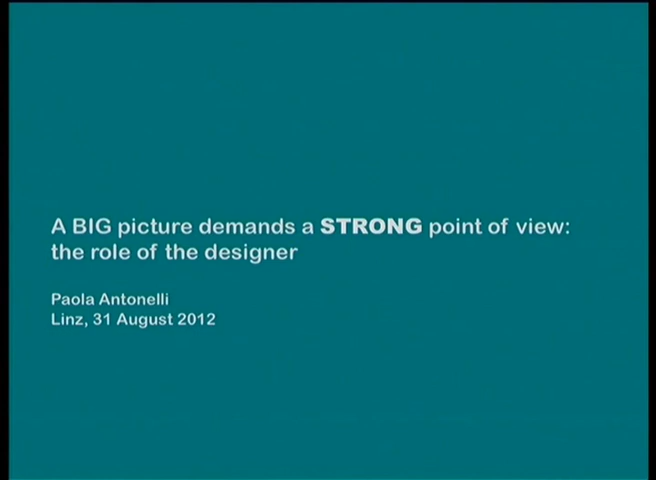 A BIG picture demands a STRONG point of view:
the role of the designer
Paola Antonelli
Linz, 31 August 2012